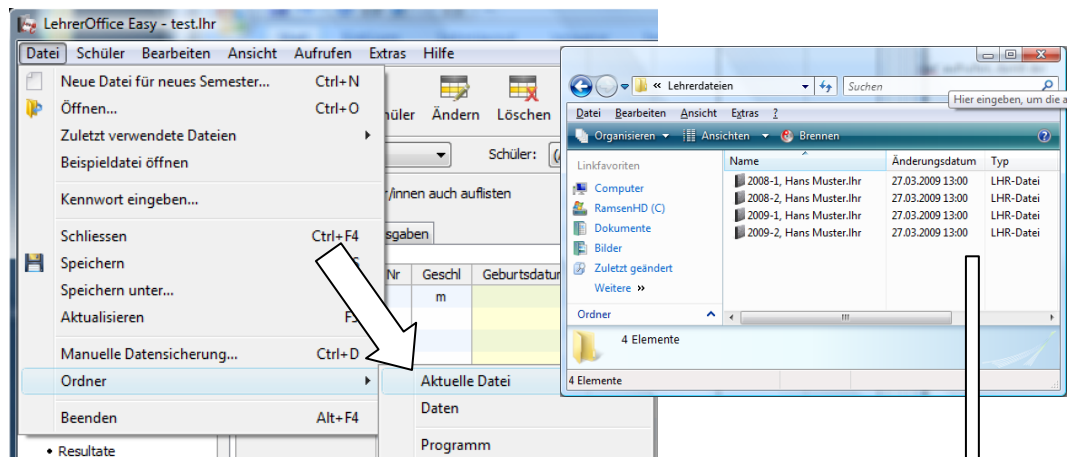 LehrerOffice Easy - test.lhr
Datei Schüler Bearbeiten Ansicht Aufrufen Extras Hilfe
Neue Datei für neues Semester... Ctrl+N
Öffnen... Ctrl+O
Zuletzt verwendete Dateien
Beispieldatei öffnen
Kennwort eingeben...
Schliessen Ctrl+F4
Speichern S
Speichern unter...
Aktualisieren F5
Manuelle Datensicherung... Ctrl+D
Ordner
Beenden Alt+F4
Aktuelle Datei
Daten
Programm
• Resultate
hüler Ändern Löschen
Schüler: (
r/innen auch auflisten
sgaben
Nr Geschl Geburtsdatu
m
« Lehrerdateien Suchen
Hier eingeben, um die a
Datei Bearbeiten Ansicht Extras ?
Organisieren Ansichten Brennen
Linkfavoriten
Computer
RamsenHD (C)
Dokumente
Bilder
Zuletzt geändert
Weitere »
Ordner
Name Änderungsdatum Typ
2008-1, Hans Muster.lhr 27.03.2009 13:00 LHR-Datei
2008-2, Hans Muster.lhr 27.03.2009 13:00 LHR-Datei
2009-1, Hans Muster.lhr 27.03.2009 13:00 LHR-Datei
2009-2, Hans Muster.lhr 27.03.2009 13:00 LHR-Datei
4 Elemente
4 Elemente